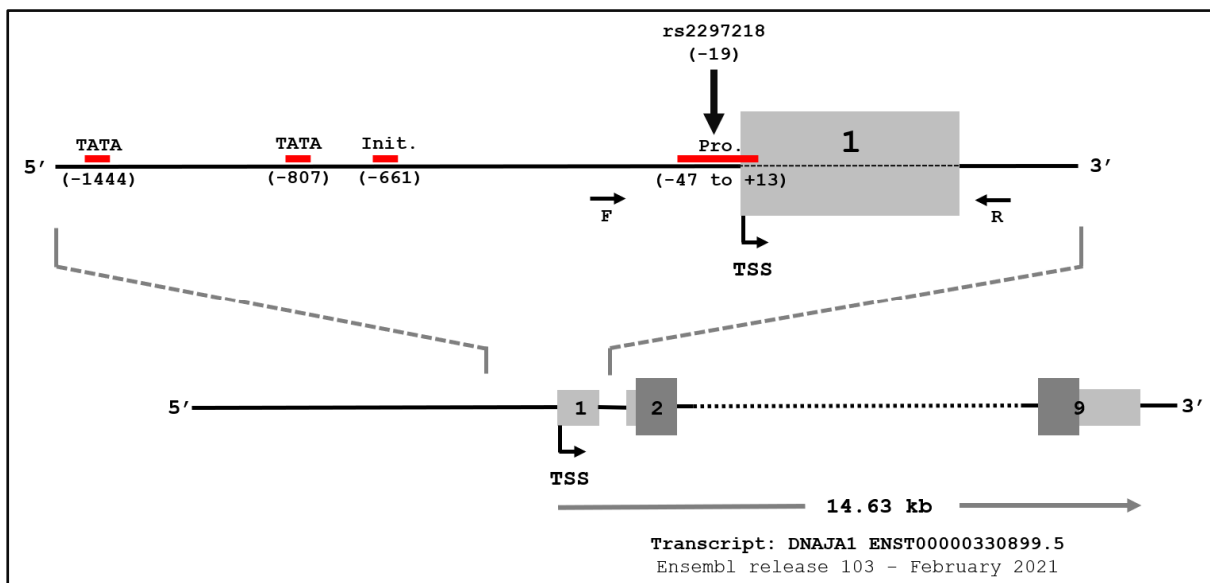 rs2297218
(-19)
TATA
TATA
Init.
Pro.
1
5’
3’
(-1444)
(-807)
(-661)
(-47 to +13)
F
R
TSS
5’
1
2
9
3’
TSS
14.63 kb
Transcript: DNAJA1 ENST00000330899.5
Ensembl release 103 – February 2021